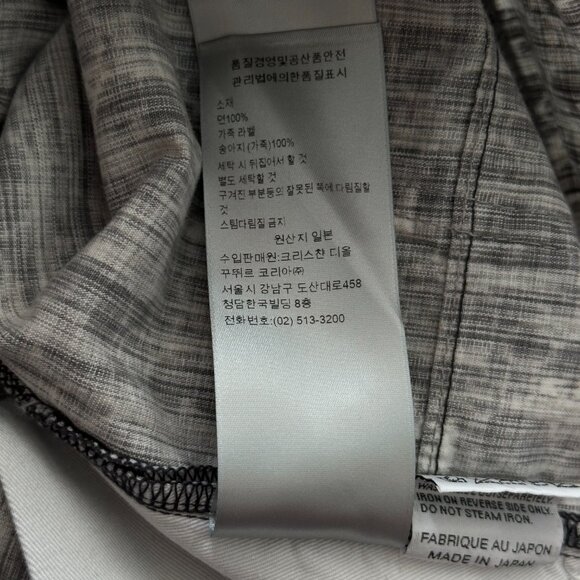 품질경영및공산품안전
관리법에의한품질표시
소재
면100%
가죽 라벨
송아지 (가죽)100%
세탁 시 뒤집어서 할 것
별도 세탁할 것
구겨진 부분등의 잘못된 쪽에 다림질할
것
스팀다림질 금지
원산지 일본
수입판매원:크리스챤 디올
꾸뛰르 코리아㈜
서울시 강남구 도산대로458
청담한국빌딩 8층
전화번호:(02) 513-3200
IRON ON REVERSE SIDE ONLY.
DO NOT STEAM IRON.
FABRIQUE AU JAPON
MADE IN JAPAN